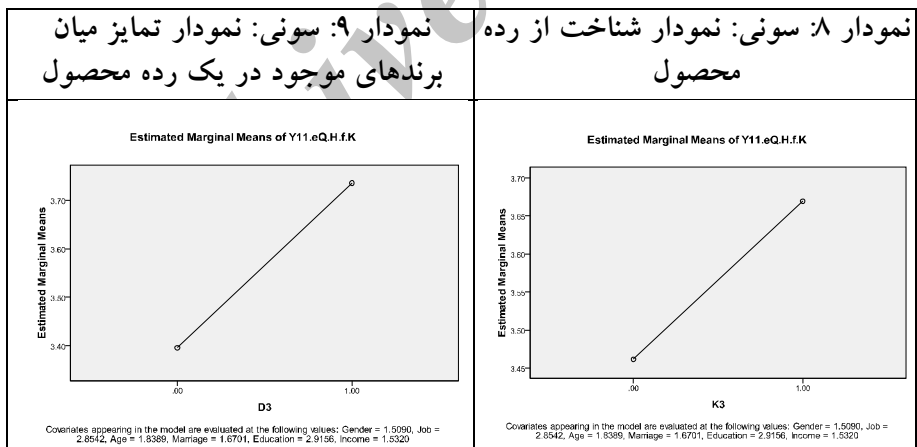 نمودار ۸: سونی: نمودار شناخت از رده
محصول
نمودار ۹: سونی: نمودار تمایز میان
برندهای موجود در یک رده محصول
Estimated Marginal Means of Y11.eQ.H.f.K
3.70
3.65
3.60
3.55
3.50
3.45
Estimated Marginal Means
.00 1.00
K3
Covariates appearing in the model are evaluated at the following values: Gender = 1.5090, Job =
2.8542, Age = 1.8389, Marriage = 1.6701, Education = 2.9156, Income = 1.5320
Estimated Marginal Means of Y11.eQ.H.f.K
3.70
3.60
3.50
3.40
Estimated Marginal Means
.00 1.00
D3
Covariates appearing in the model are evaluated at the following values: Gender = 1.5090, Job =
2.8542, Age = 1.8389, Marriage = 1.6701, Education = 2.9156, Income = 1.5320